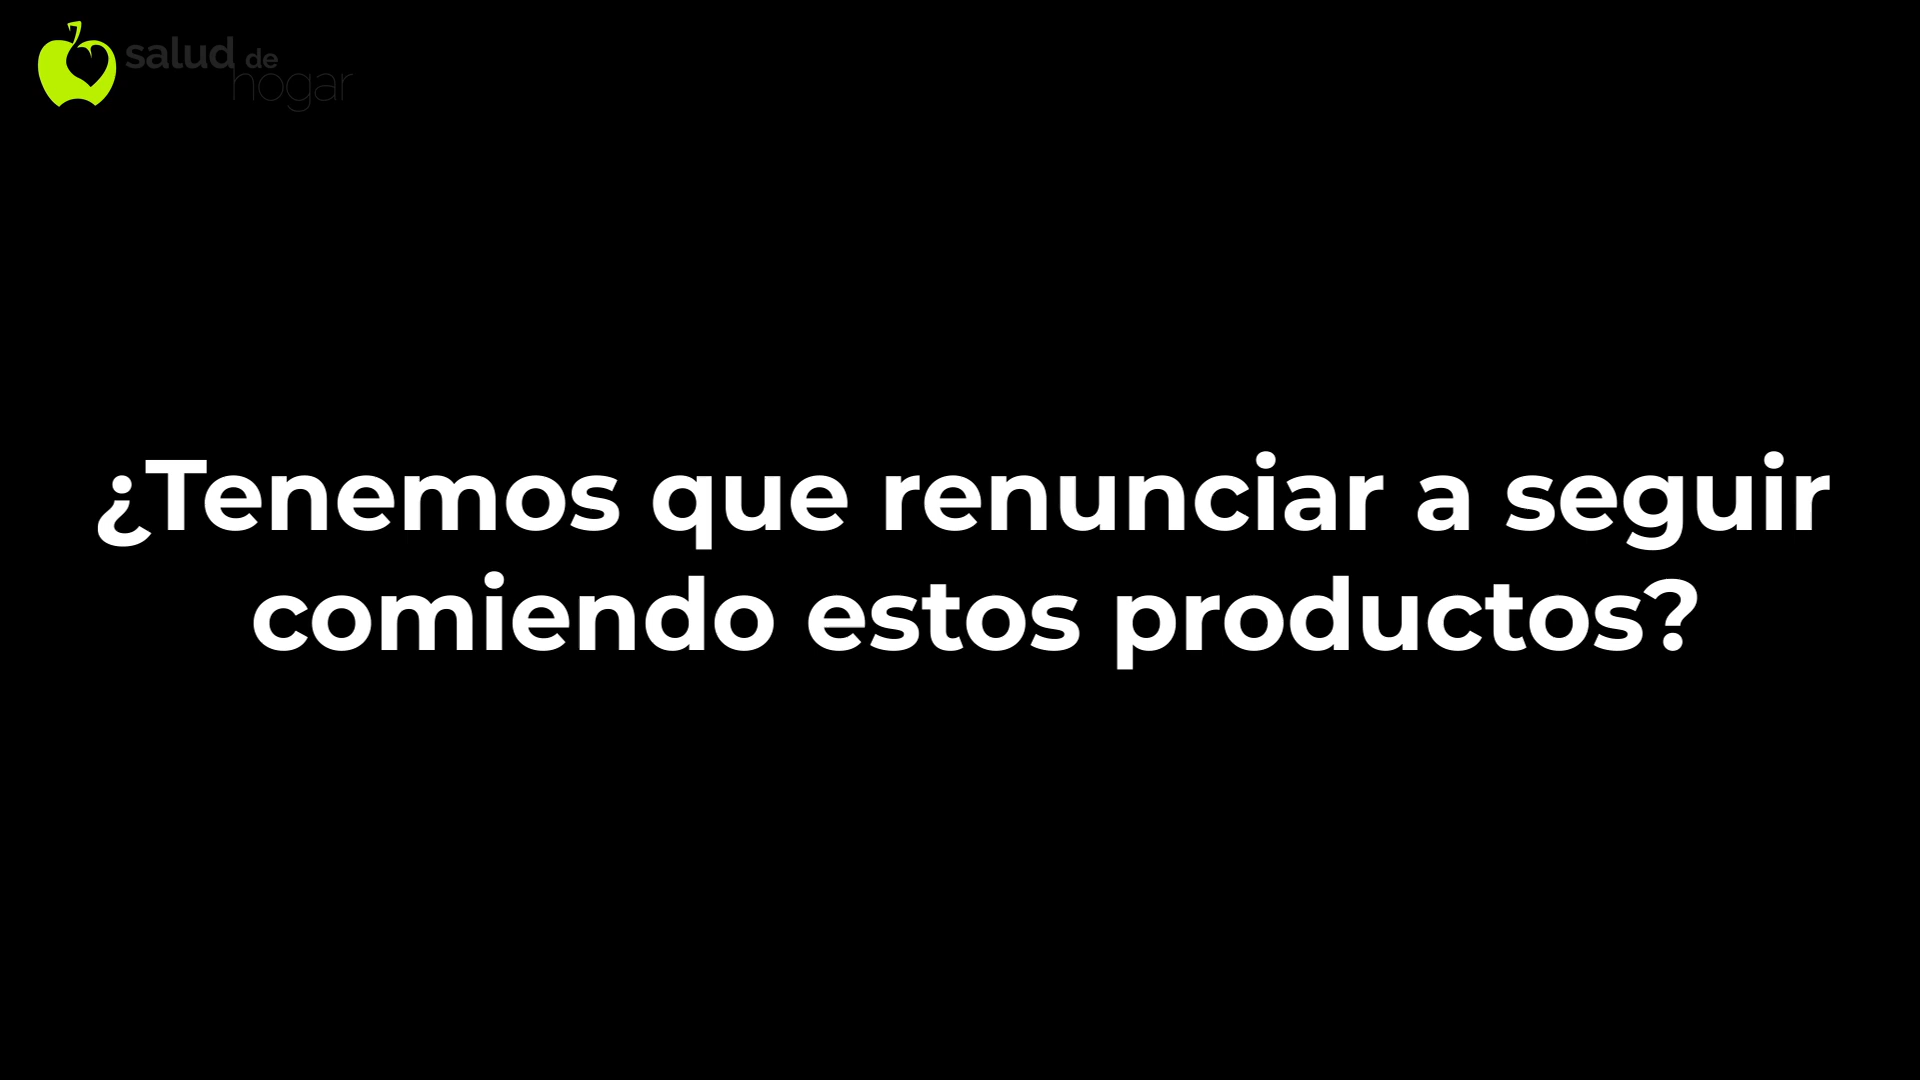 salud de
hogar
¿Tenemos que renunciar a seguir
comiendo estos productos?